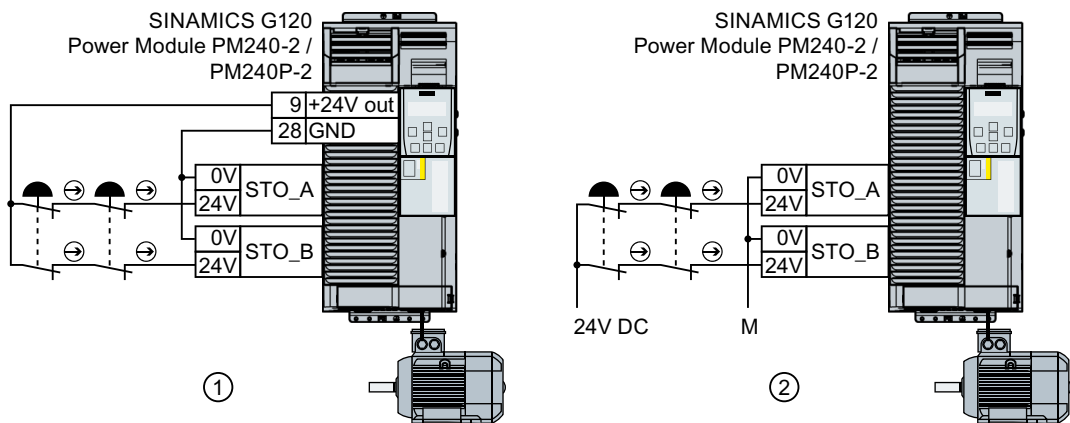 SINAMICS G120
Power Module PM240-2 /
PM240P-2
9 +24V out
28 GND
0V
STO_A
24V
0V
STO_B
24V
1
SINAMICS G120
Power Module PM240-2 /
PM240P-2
0V
STO_A
24V
0V
STO_B
24V
24V DC
M
2